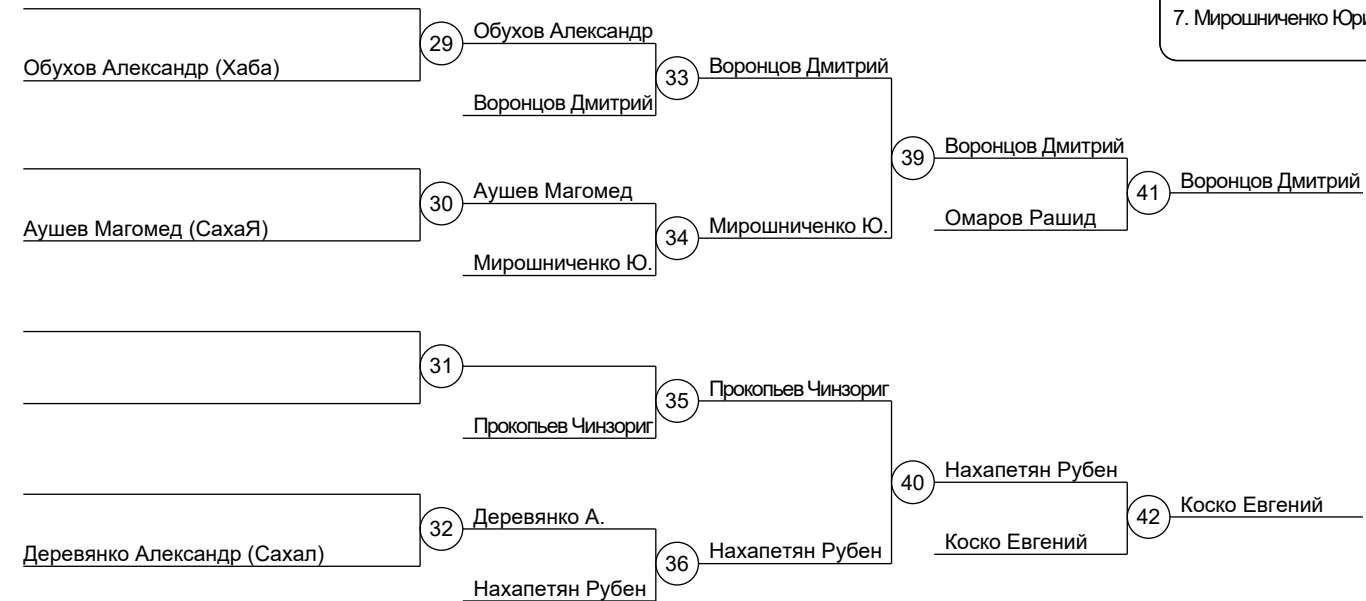 7. Мирошниченко Юри
29
Обухов Александр
Обухов Александр (Хаба)
33
Воронцов Дмитрий
Воронцов Дмитрий
39
Воронцов Дмитрий
30
Аушев Магомед
Аушев Магомед (СахаЯ)
34
Мирошниченко Ю.
Мирошниченко Ю.
Омаров Рашид
41
Воронцов Дмитрий
31
35
Прокопьев Чинзориг
Прокопьев Чинзориг
40
Нахапетян Рубен
32
Деревянко А.
Деревянко Александр (Сахал)
36
Нахапетян Рубен
Нахапетян Рубен
Коско Евгений
42
Коско Евгений